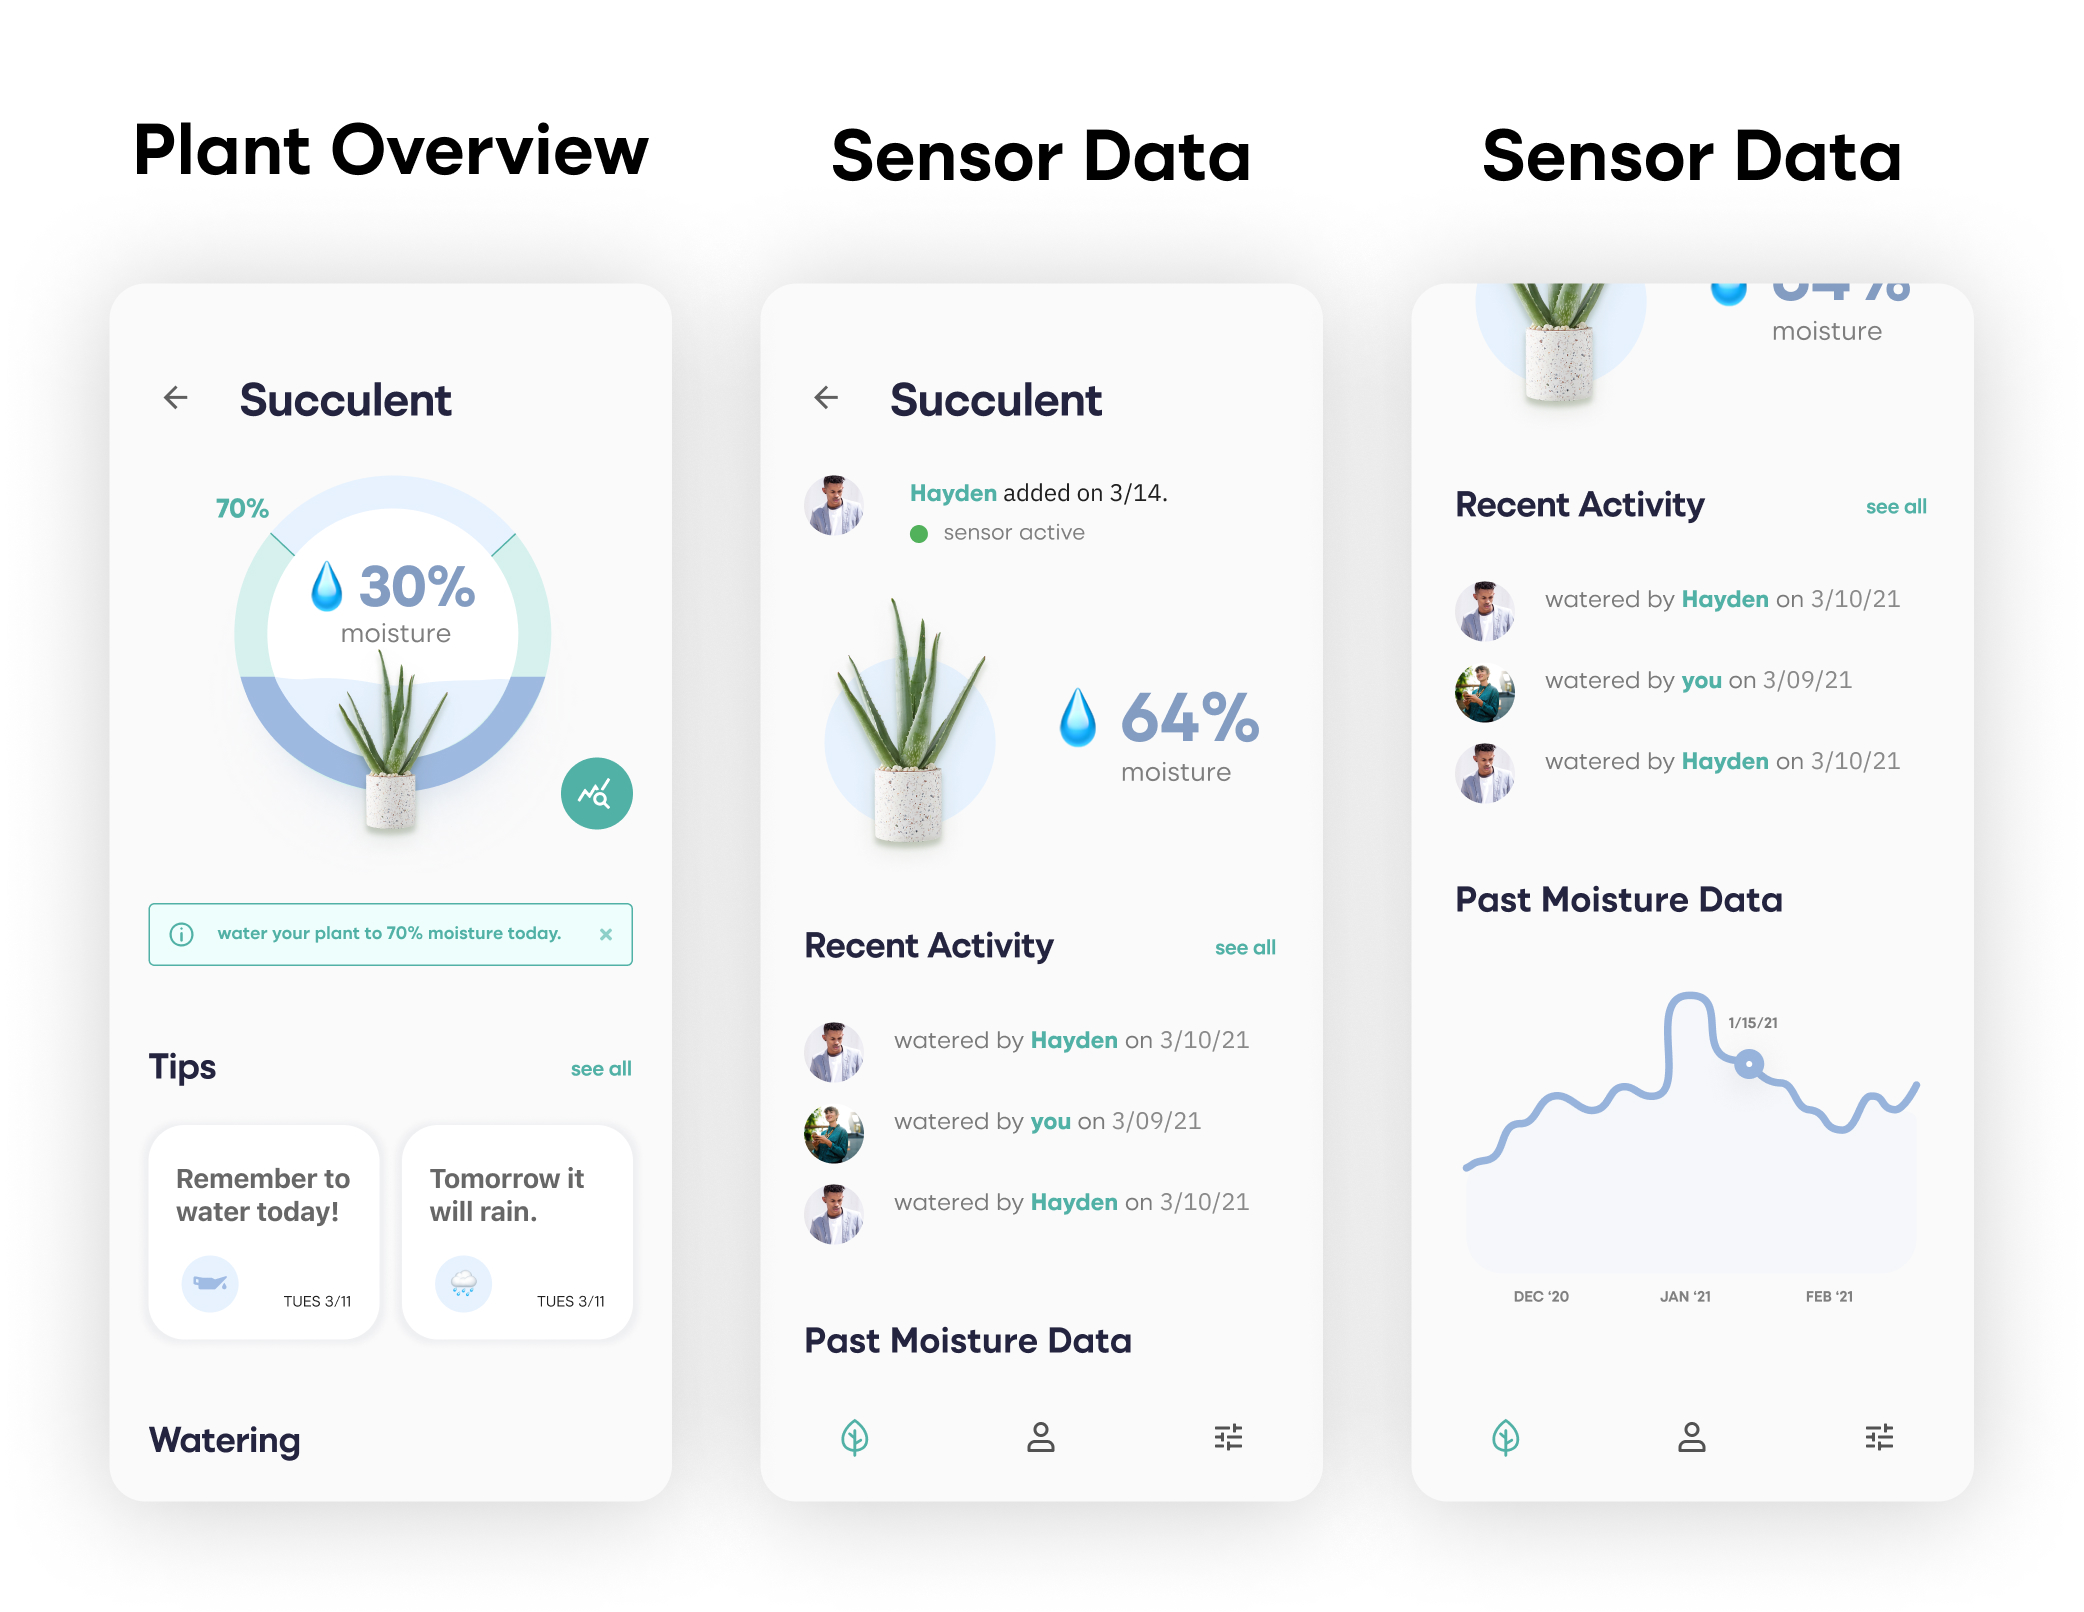 Plant Overview
Succulent
70%
30%
moisture
water your plant to 70% moisture today.
Tips
see all
Remember to
water today!
TUES 3/11
Tomorrow it
will rain.
TUES 3/11
Watering
Sensor Data
Succulent
Hayden added on 3/14.
sensor active
64%
moisture
Recent Activity
see all
watered by Hayden on 3/10/21
watered by you on 3/09/21
watered by Hayden on 3/10/21
Past Moisture Data
Sensor Data
64%
moisture
Recent Activity
see all
watered by Hayden on 3/10/21
watered by you on 3/09/21
watered by Hayden on 3/10/21
Past Moisture Data
1/15/21
DEC ‘20
JAN ‘21
FEB ‘21